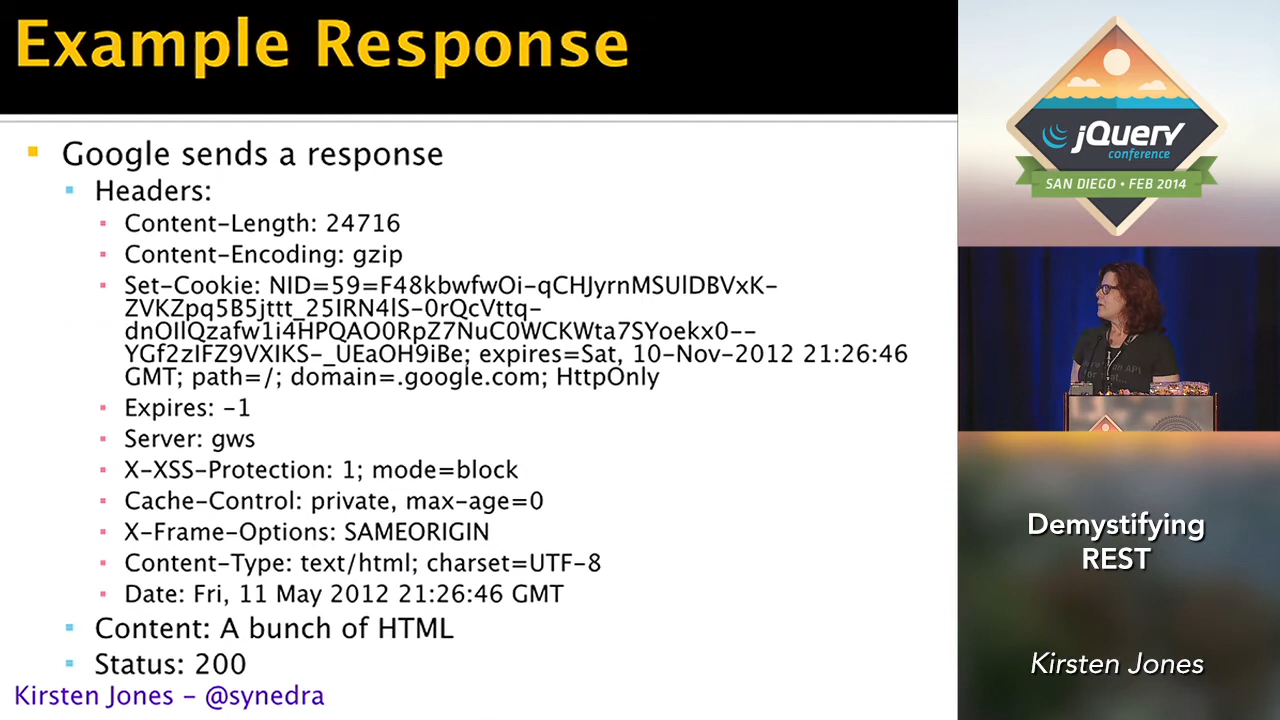 Example Response
Google sends a response
Headers:
Content-Length: 24716
Content-Encoding: gzip
Set-Cookie: NID=59=F48kbwfwOi-qCHJyrnMSUlDBVxK-
ZVKZpq5B5jttt_25IRN4lS-0rQcVttq-
dnOIlQzafw1i4HPQAO0RpZ7NuC0WCKWta7SYoekx0--
YGf2zIFZ9VXIKS-_UEaOH9iBe; expires=Sat, 10-Nov-2012 21:26:46
GMT; path=/; domain=.google.com; HttpOnly
Expires: -1
Server: gws
X-XSS-Protection: 1; mode=block
Cache-Control: private, max-age=0
X-Frame-Options: SAMEORIGIN
Content-Type: text/html; charset=UTF-8
Date: Fri, 11 May 2012 21:26:46 GMT
Content: A bunch of HTML
Status: 200
Kirsten Jones - @synedra
jQuery
conference
SAN DIEGO • FEB 2014
Demystifying
REST
Kirsten Jones